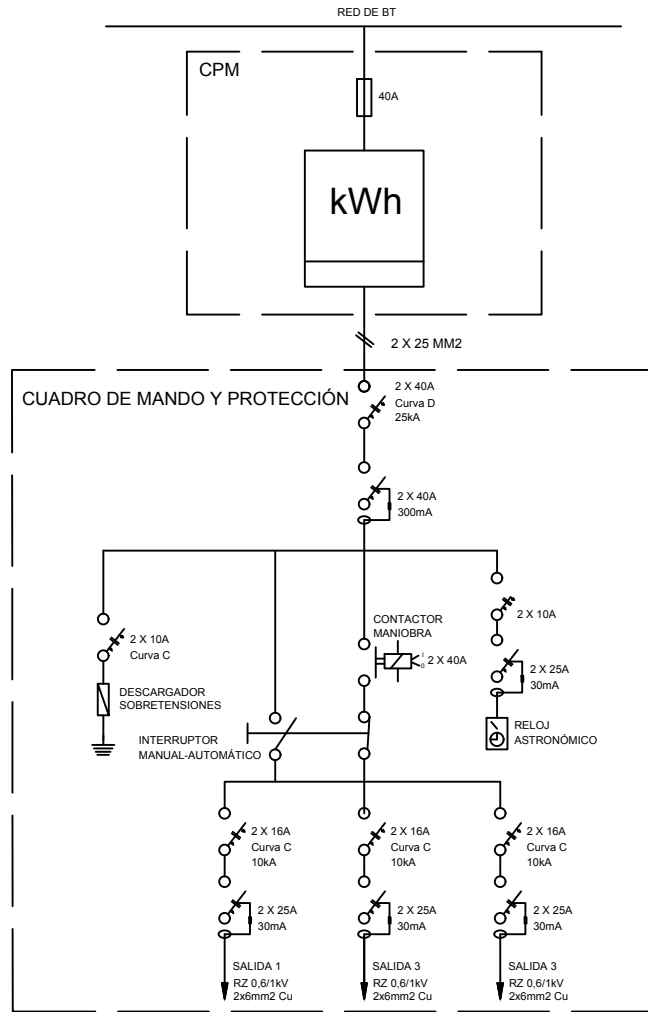 RED DE BT
CPM
40A
kWh
2 X 25 MM2
CUADRO DE MANDO Y PROTECCIÓN
2 X 40A
Curva D
25kA
2 X 40A
300mA
2 X 10A
Curva C
DESCARGADOR
SOBRETENSIONES
INTERRUPTOR
MANUAL-AUTOMÁTICO
CONTACTOR
MANIOBRA
I
0
2 X 40A
2 X 10A
2 X 25A
30mA
RELOJ
ASTRONÓMICO
2 X 16A
Curva C
10kA
2 X 25A
30mA
SALIDA 1
RZ 0,6/1kV
2x6mm2 Cu
2 X 16A
Curva C
10kA
2 X 25A
30mA
SALIDA 3
RZ 0,6/1kV
2x6mm2 Cu
2 X 16A
Curva C
10kA
2 X 25A
30mA
SALIDA 3
RZ 0,6/1kV
2x6mm2 Cu